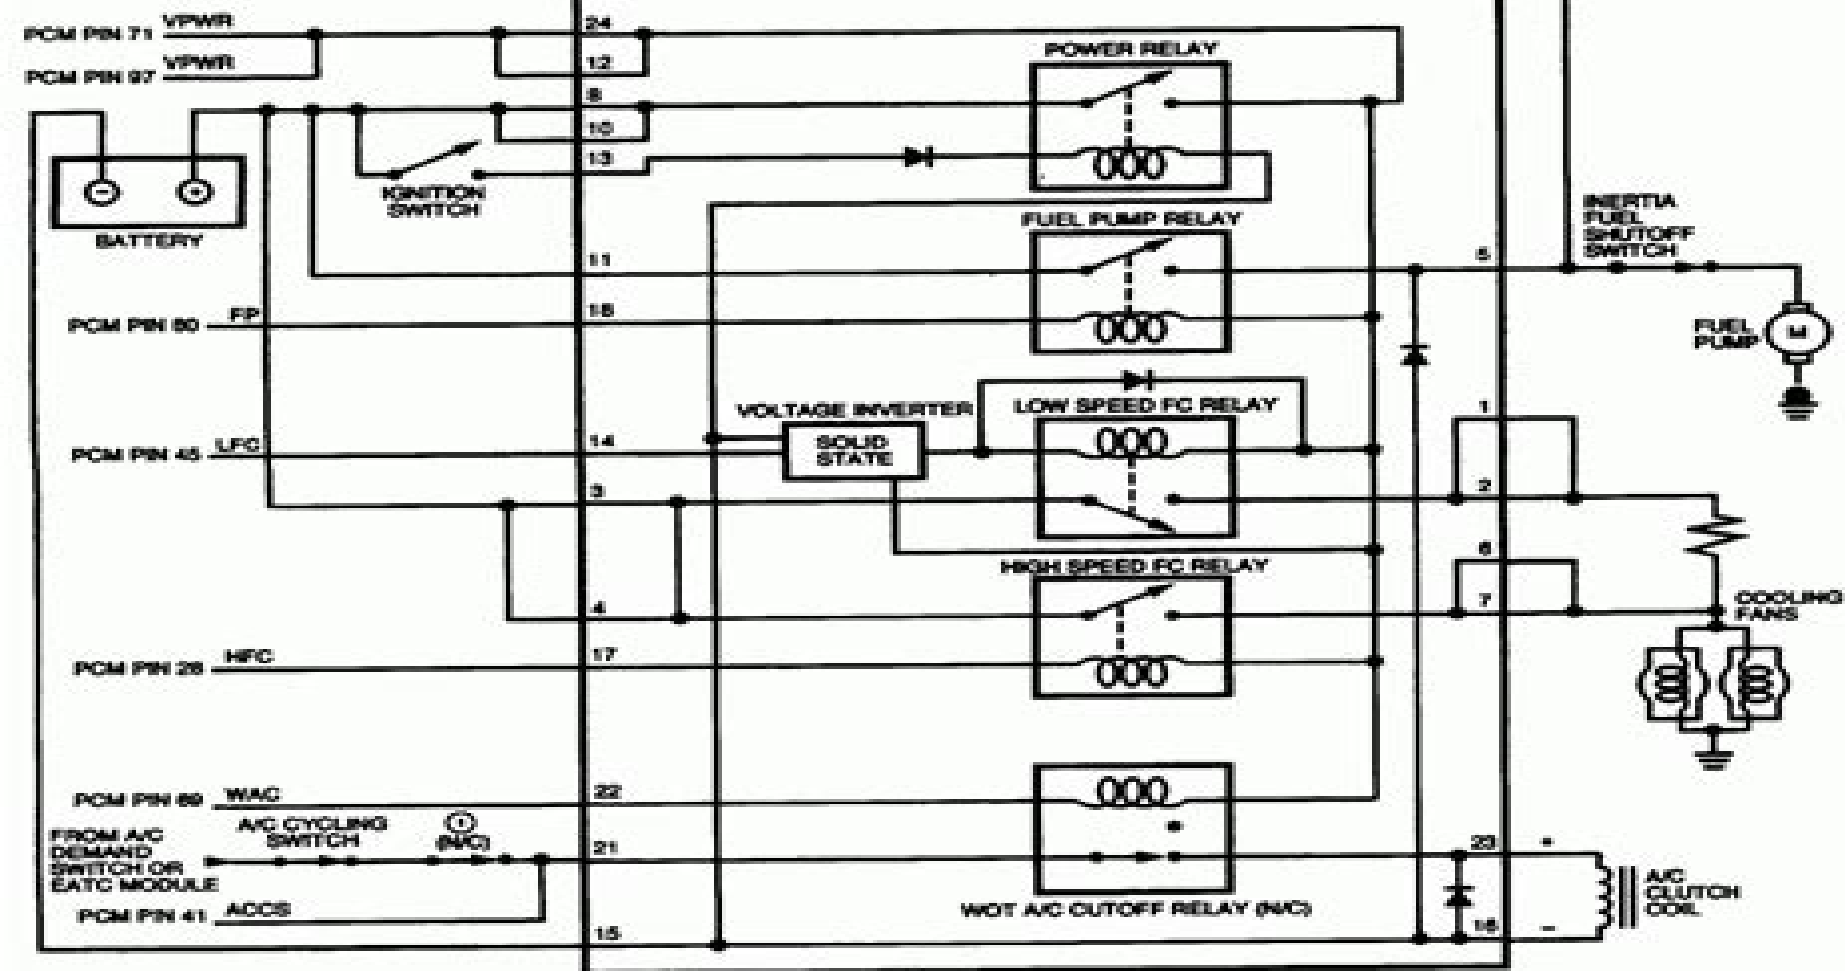 VPWR
PCM PIN 71
VPWR
PCM PIN 97
24
12
8
10
13
POWER RELAY
IGNITION
SWITCH
BATTERY
FUEL PUMP RELAY
11
5
INERTIA
FUEL
SHUTOFF
SWITCH
FP
PCM PIN 80
18
FUEL
PUMP
M
VOLTAGE INVERTER
SOLID
STATE
LOW SPEED FC RELAY
1
LFC
PCM PIN 45
14
3
2
HIGH SPEED FC RELAY
6
4
7
COOLING
FANS
HFC
PCM PIN 28
17
WAC
PCM PIN 69
22
A/C CYCLING
SWITCH
(N/C)
FROM A/C
DEMAND
SWITCH OR
EATC MODULE
21
23
+
A/C
CLUTCH
COIL
ACCS
PCM PIN 41
WOT A/C CUTOFF RELAY (N/C)
15
16
−